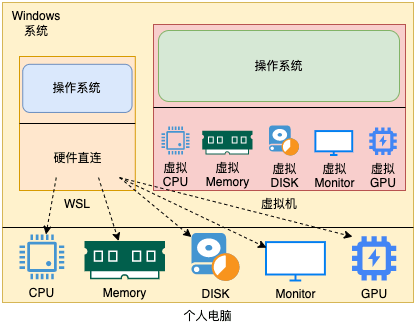 Windows
系统
操作系统
操作系统
硬件直连
虚拟
CPU
虚拟
Memory
虚拟
DISK
虚拟
Monitor
虚拟
GPU
WSL
虚拟机
CPU
Memory
DISK
Monitor
GPU
个人电脑